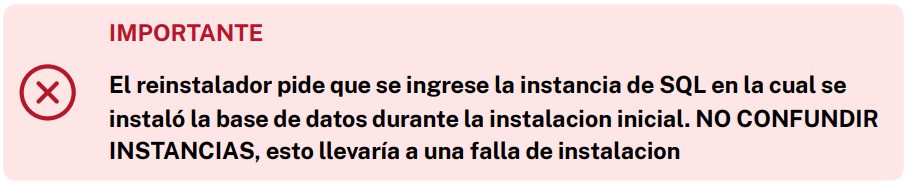 IMPORTANTE
El reinstalador pide que se ingrese la instancia de SQL en la cual se
instaló la base de datos durante la instalacion inicial. NO CONFUNDIR
INSTANCIAS, esto llevaría a una falla de instalacion